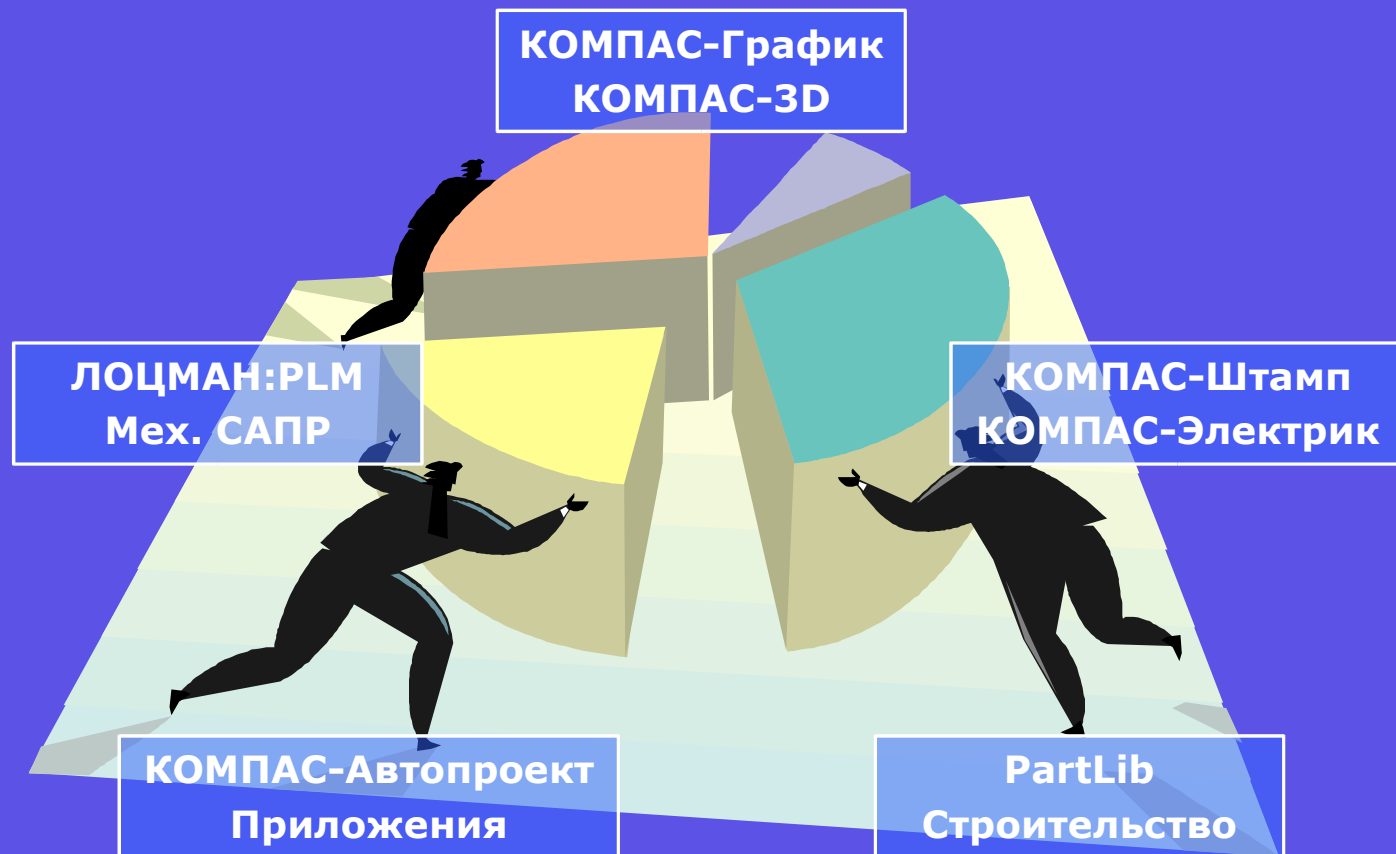 КОМПАС–График
КОМПАС–3D
ЛОЦМАН:PLM
Мех. САПР
КОМПАС–Штамп
КОМПАС–Электрик
КОМПАС–Автопроект
Приложения
PartLib
Строительство